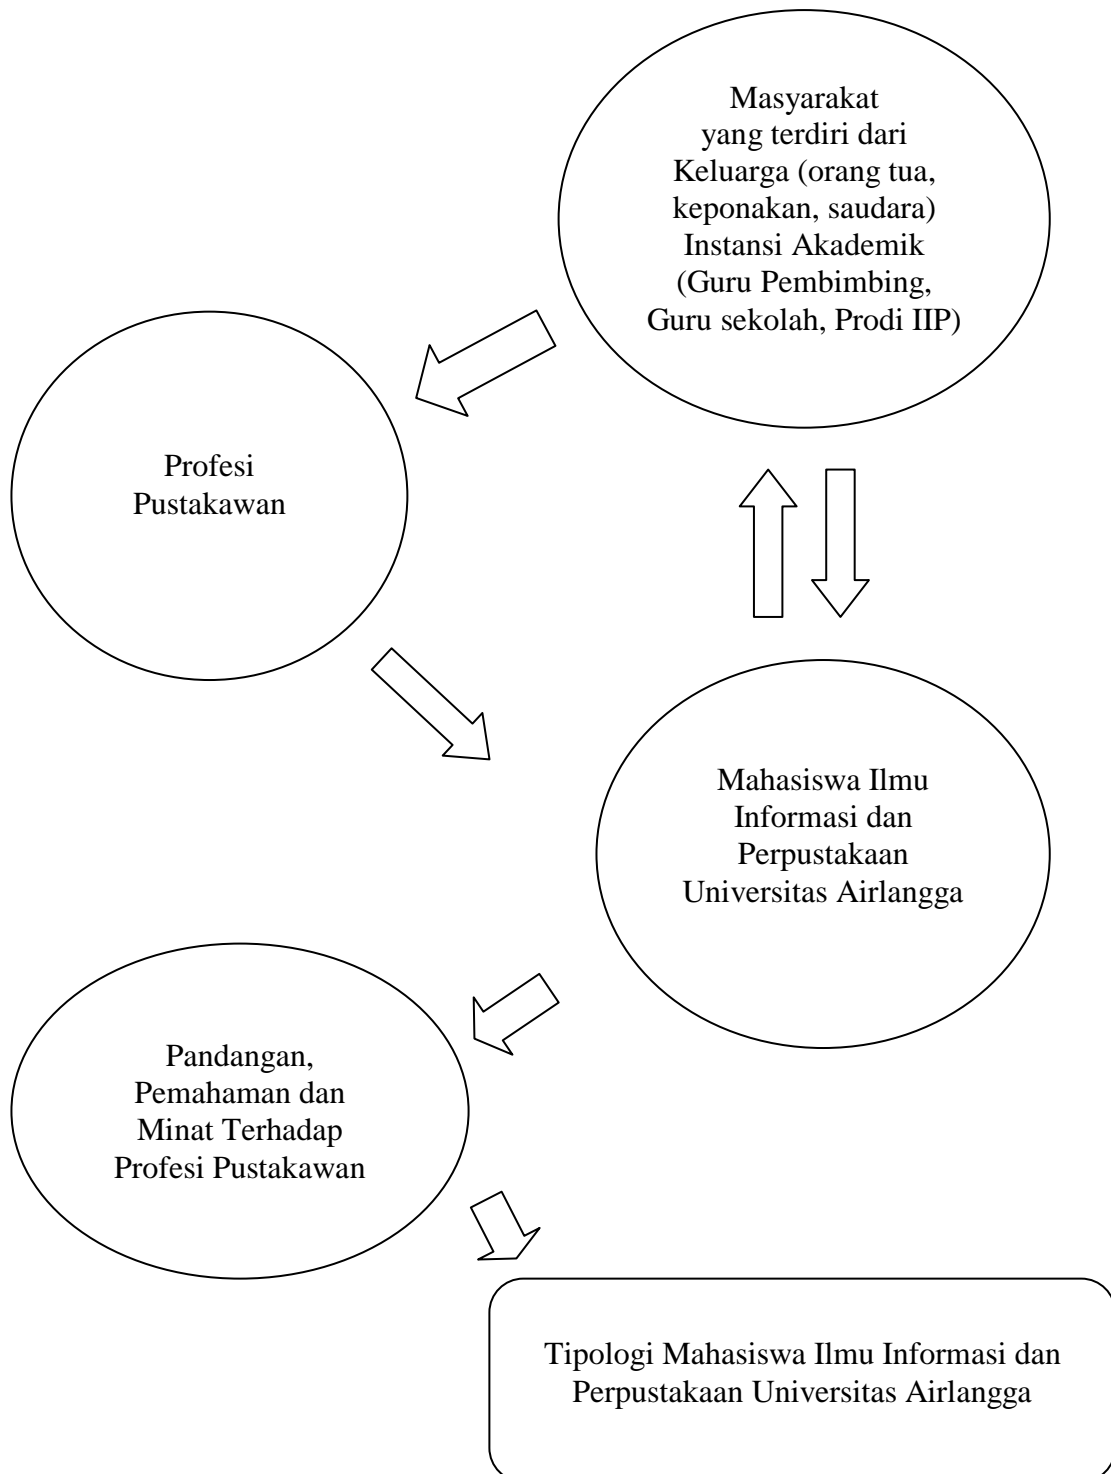 Masyarakat
yang terdiri dari
Keluarga (orang tua,
keponakan, saudara)
Instansi Akademik
(Guru Pembimbing,
Guru sekolah, Prodi IIP)
Profesi
Pustakawan
Mahasiswa Ilmu
Informasi dan
Perpustakaan
Universitas Airlangga
Pandangan,
Pemahaman dan
Minat Terhadap
Profesi Pustakawan
Tipologi Mahasiswa Ilmu Informasi dan
Perpustakaan Universitas Airlangga